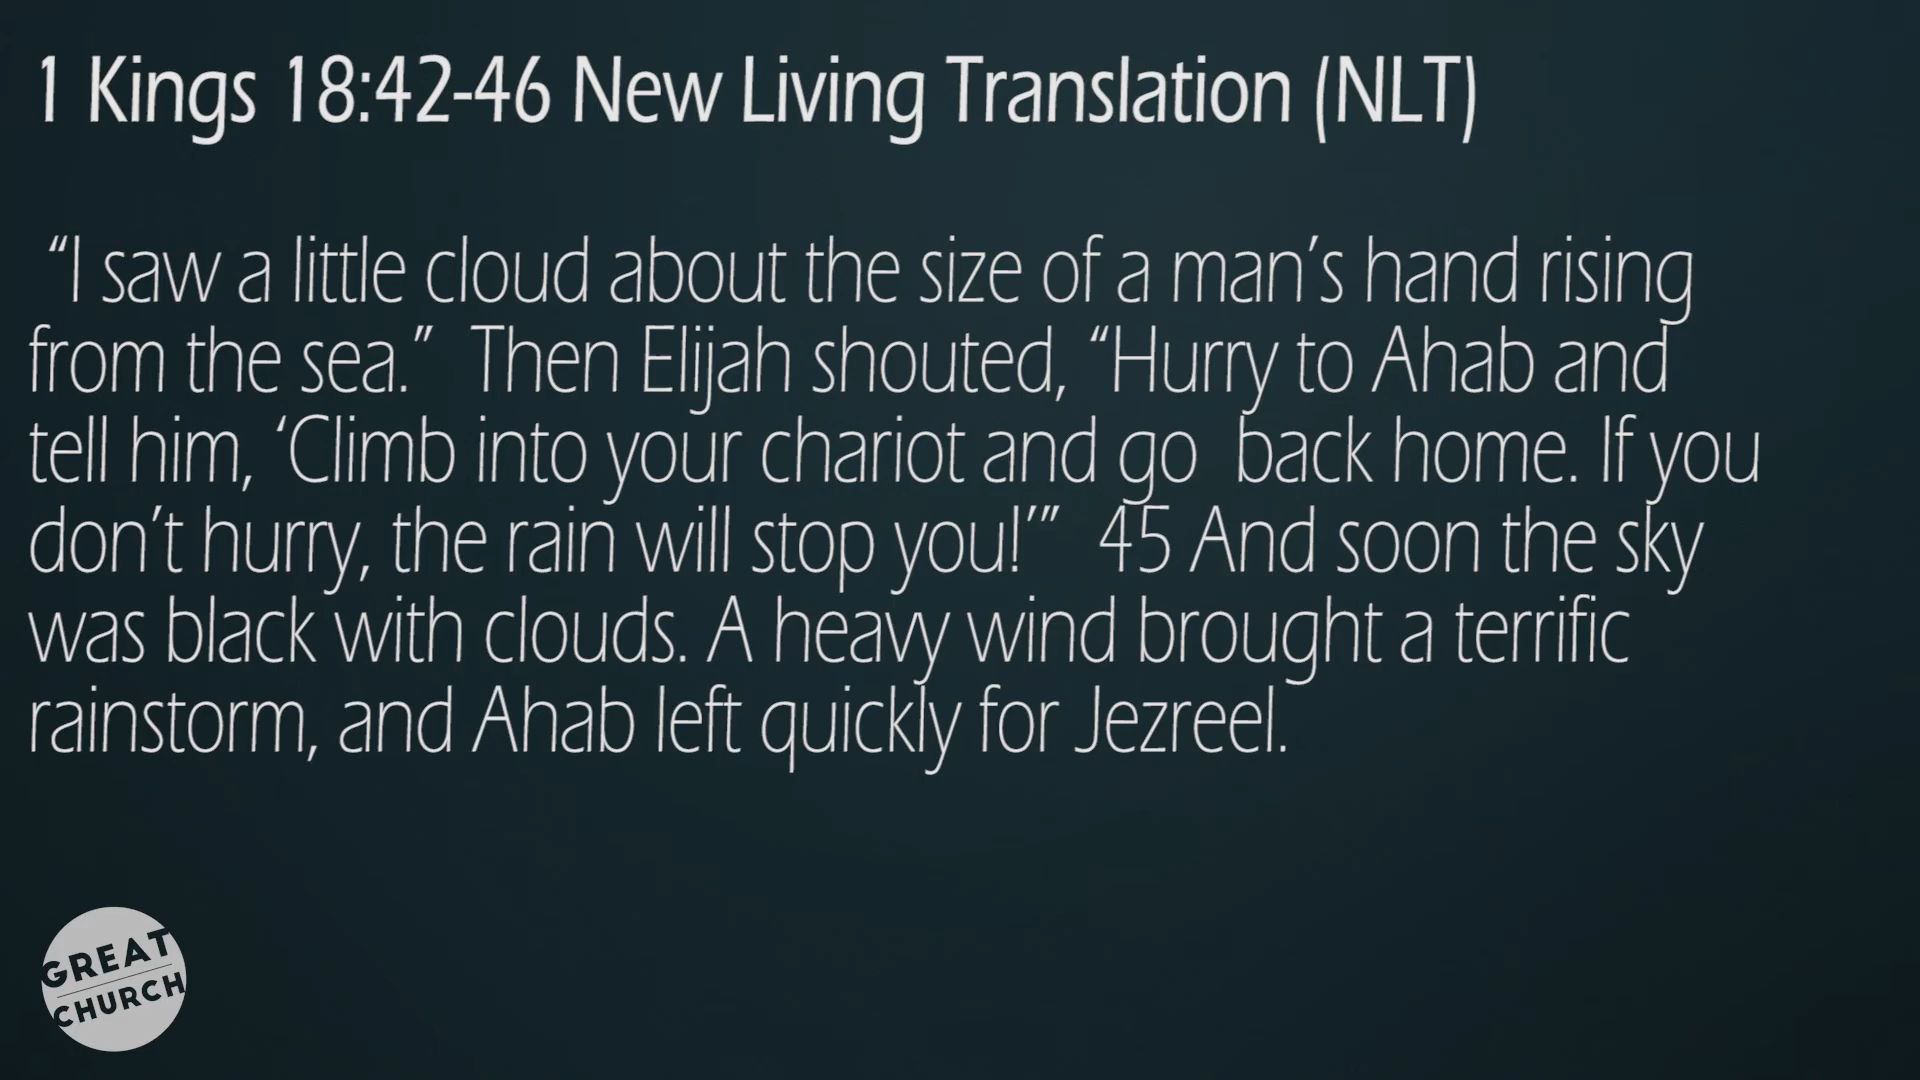 1 Kings 18:42-46 New Living Translation (NLT)
“I saw a little cloud about the size of a man’s hand rising
from the sea.”  Then Elijah shouted, “Hurry to Ahab and
tell him, ‘Climb into your chariot and go  back home. If you
don’t hurry, the rain will stop you!’”  45 And soon the sky
was black with clouds. A heavy wind brought a terrific
rainstorm, and Ahab left quickly for Jezreel.
GREAT
CHURCH